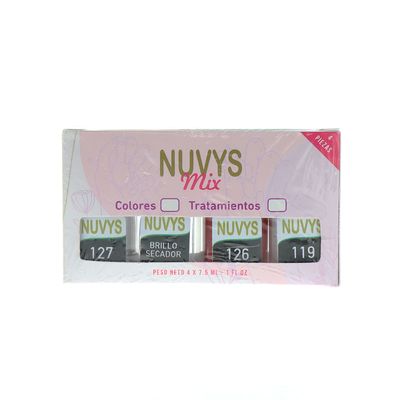 4
PIEZAS
NUVYS
Mix
Colores
Tratamientos
NUVYS
127
NUVYS
BRILLO
SECADOR
NUVYS
126
NUVYS
119
PESO NETO 4 X 7.5 ML - 1 FL OZ